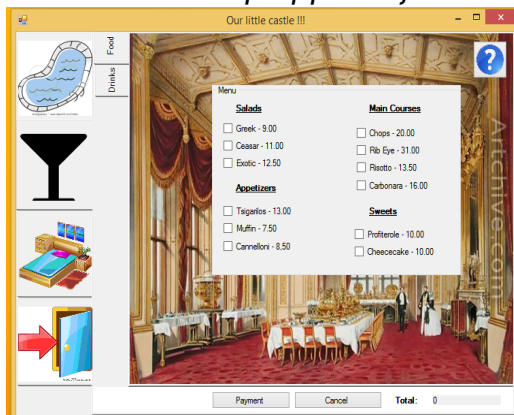 Our little castle !!!
Food
Drinks
?
Menu
Salads
Greek - 9.00
Ceasar - 11.00
Exotic - 12.50
Appetizers
Tsigarilos - 13.00
Muffin - 7.50
Cannelloni - 8,50
Main Courses
Chops - 20.00
Rib Eye - 31.00
Risotto - 13.50
Carbonara - 16.00
Sweets
Profiterole - 10.00
Cheececake - 10.00
Archive.com
Payment
Cancel
Total:
0